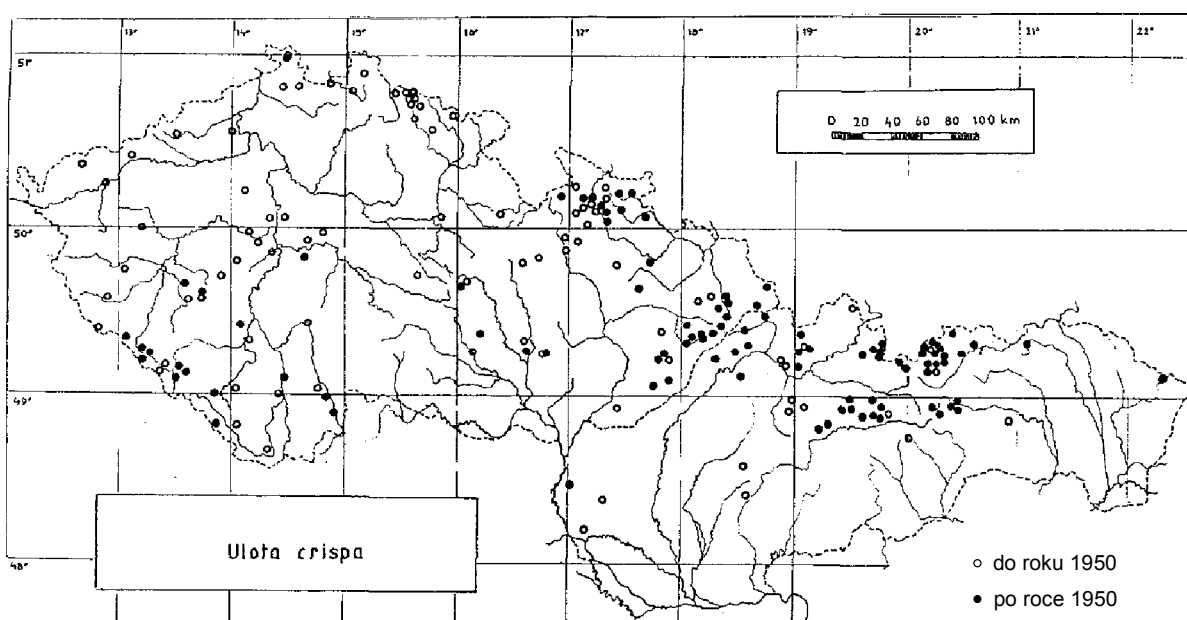 13° 14° 15° 16° 17° 18° 19° 20° 21° 22°
51°
0 20 40 60 80 100 km
50°
49°
Ulota crispa
48°
○ do roku 1950
● po roce 1950